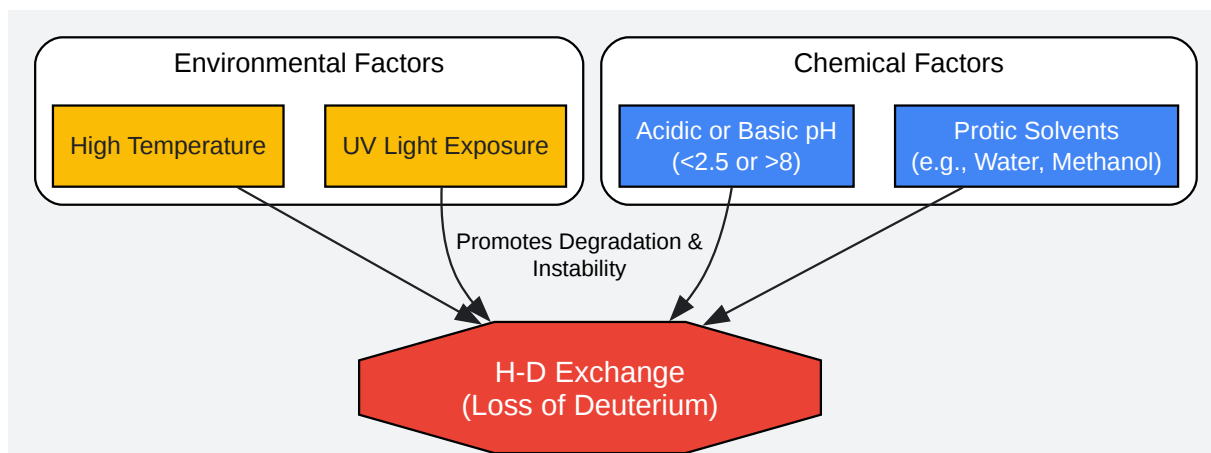 Environmental Factors
Chemical Factors
High Temperature
UV Light Exposure
Acidic or Basic pH
(<2.5 or >8)
Protic Solvents
(e.g., Water, Methanol)
Promotes Degradation &
Instability
H-D Exchange
(Loss of Deuterium)